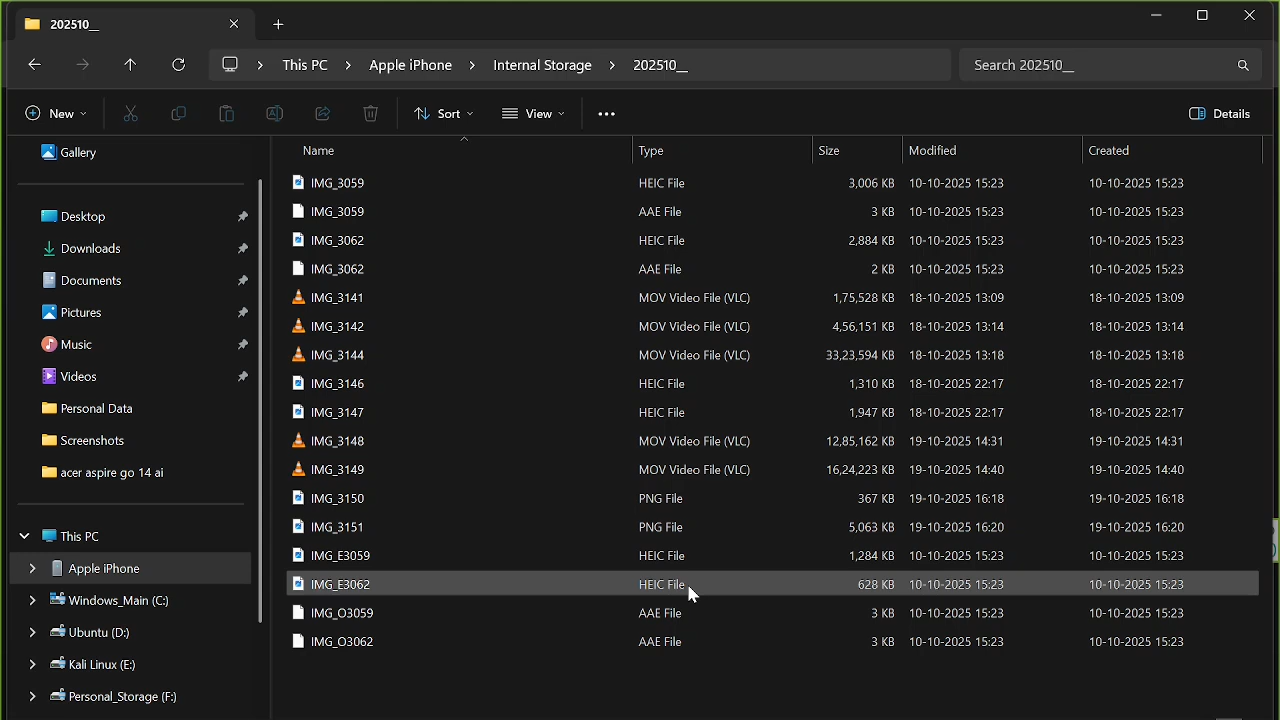 202510__
This PC > Apple iPhone > Internal Storage > 202510__
Search 202510__
New
Sort
View
Details
Gallery
Desktop
Downloads
Documents
Pictures
Music
Videos
Personal Data
Screenshots
acer aspire go 14 ai
This PC
Apple iPhone
Windows_Main (C:)
Ubuntu (D:)
Kali Linux (E:)
Personal_Storage (F:)
Name Type Size Modified Created
IMG_3059 HEIC File 3,006 KB 10-10-2025 15:23 10-10-2025 15:23
IMG_3059 AAE File 3 KB 10-10-2025 15:23 10-10-2025 15:23
IMG_3062 HEIC File 2,884 KB 10-10-2025 15:23 10-10-2025 15:23
IMG_3062 AAE File 2 KB 10-10-2025 15:23 10-10-2025 15:23
IMG_3141 MOV Video File (VLC) 1,75,528 KB 18-10-2025 13:09 18-10-2025 13:09
IMG_3142 MOV Video File (VLC) 4,56,151 KB 18-10-2025 13:14 18-10-2025 13:14
IMG_3144 MOV Video File (VLC) 33,23,594 KB 18-10-2025 13:18 18-10-2025 13:18
IMG_3146 HEIC File 1,310 KB 18-10-2025 22:17 18-10-2025 22:17
IMG_3147 HEIC File 1,947 KB 18-10-2025 22:17 18-10-2025 22:17
IMG_3148 MOV Video File (VLC) 12,85,162 KB 19-10-2025 14:31 19-10-2025 14:31
IMG_3149 MOV Video File (VLC) 16,24,223 KB 19-10-2025 14:40 19-10-2025 14:40
IMG_3150 PNG File 367 KB 19-10-2025 16:18 19-10-2025 16:18
IMG_3151 PNG File 5,063 KB 19-10-2025 16:20 19-10-2025 16:20
IMG_E3059 HEIC File 1,284 KB 10-10-2025 15:23 10-10-2025 15:23
IMG_E3062 HEIC File 628 KB 10-10-2025 15:23 10-10-2025 15:23
IMG_O3059 AAE File 3 KB 10-10-2025 15:23 10-10-2025 15:23
IMG_O3062 AAE File 3 KB 10-10-2025 15:23 10-10-2025 15:23